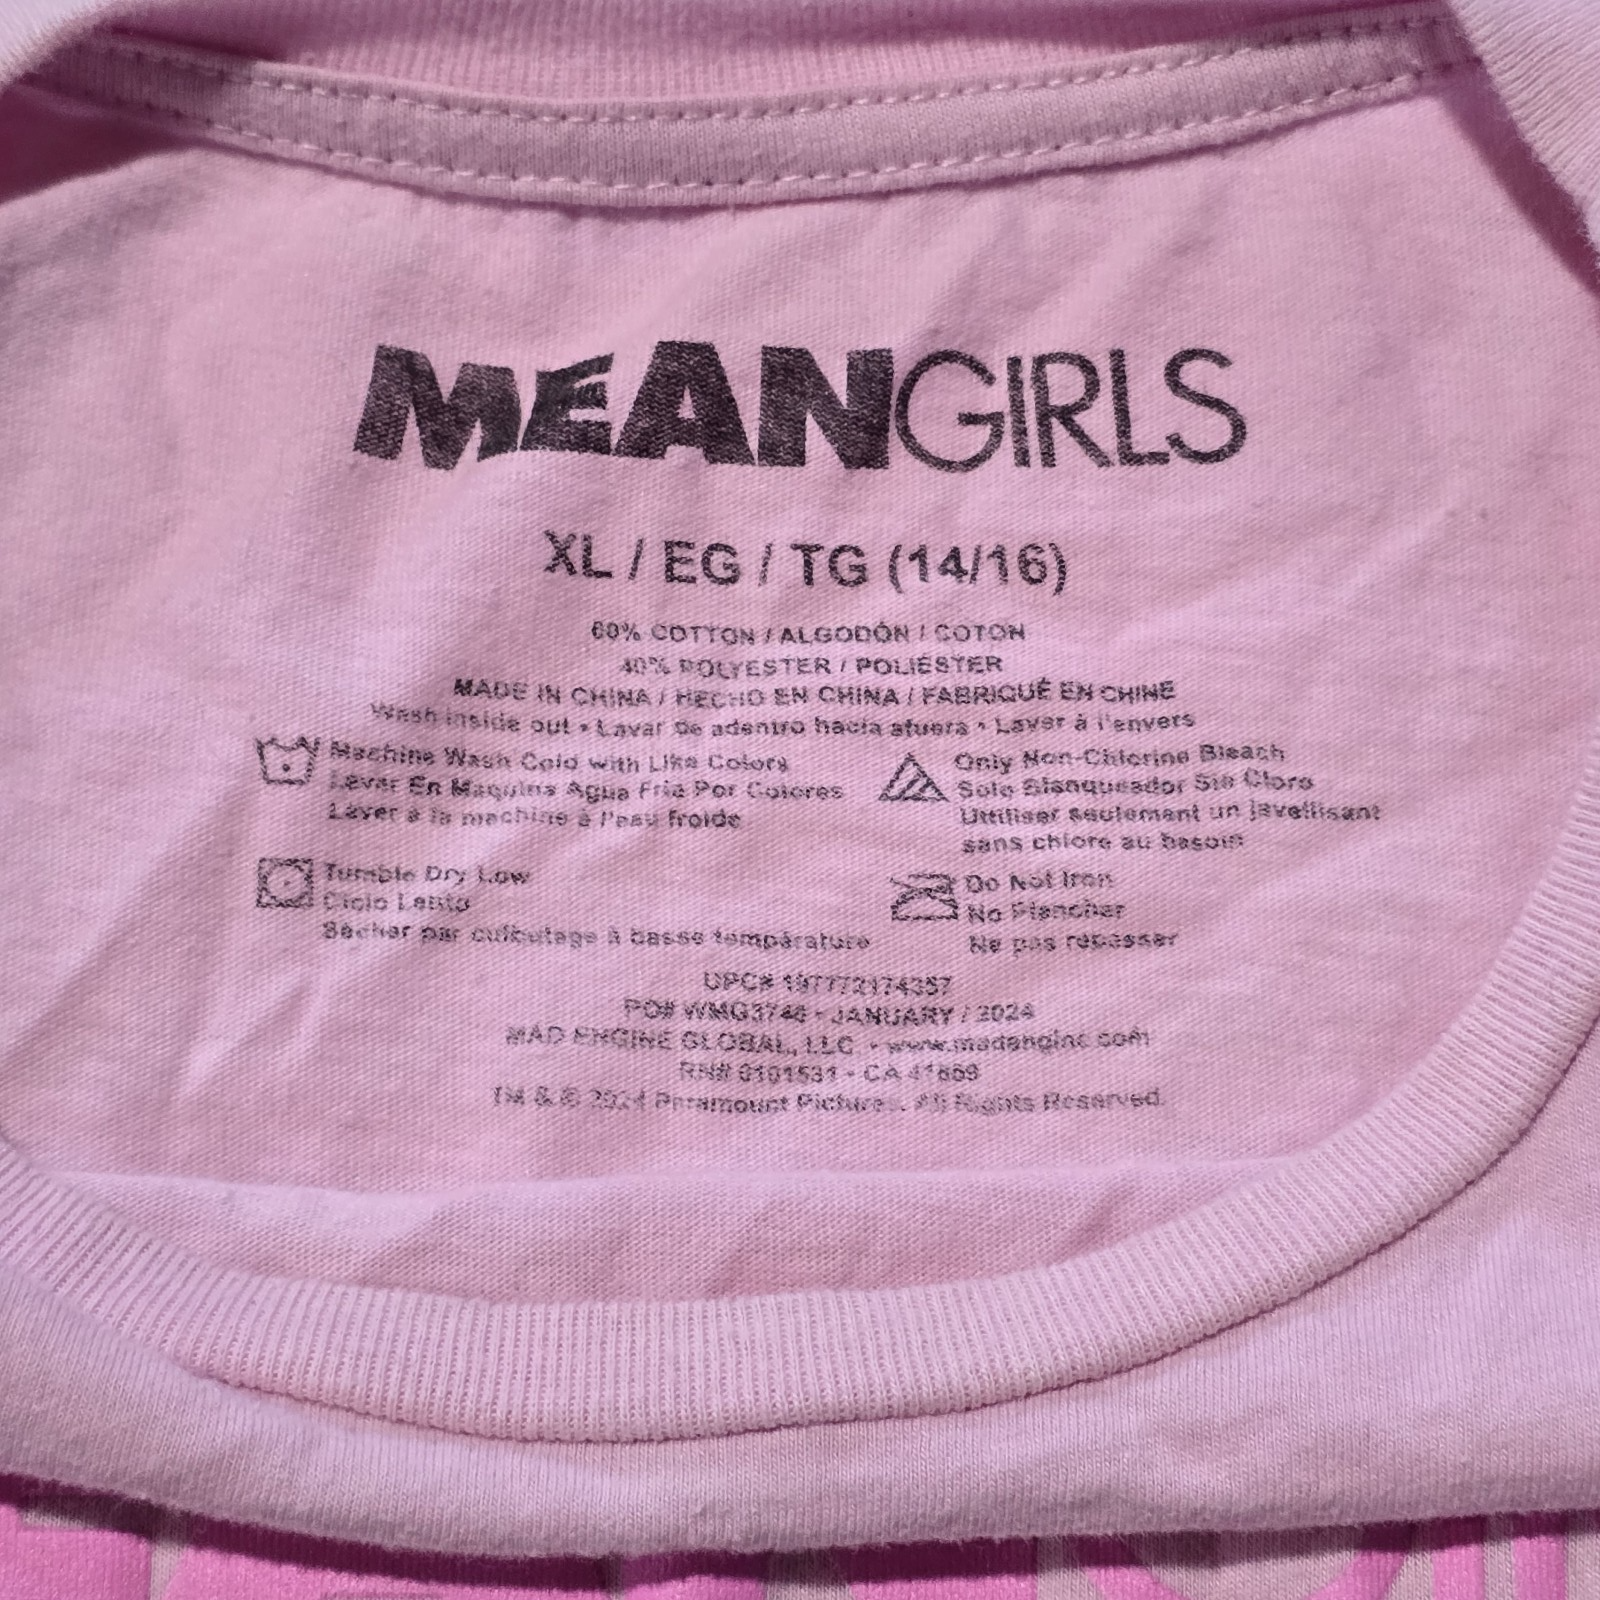 MEANGIRLS
XL / EG / TG (14/16)
60% COTTON / ALGODÓN / COTON
40% POLYESTER / POLIÉSTER
MADE IN CHINA / HECHO EN CHINA / FABRIQUÉ EN CHINE
Wash inside out • Lavar de adentro hacia afuera • Laver à l'envers
Machine Wash Cold with Like Colors
Lavar En Maquina Agua Fria Por Colores
Laver à la machine à l'eau froide
Only Non-Chlorine Bleach
Solo Blanqueador Sin Cloro
Utiliser seulement un javellisant
sans chlore au besoin
Tumble Dry Low
Ciclo Lento
Sécher par culbutage à basse température
Do Not Iron
No Planchar
Ne pas repasser
UPC# 197772174357
PO# WMG3746 - JANUARY / 2024
MAD ENGINE GLOBAL, LLC. • www.madengine.com
RN# 0101531 - CA 41869
TM & © 2024 Paramount Pictures. All Rights Reserved.